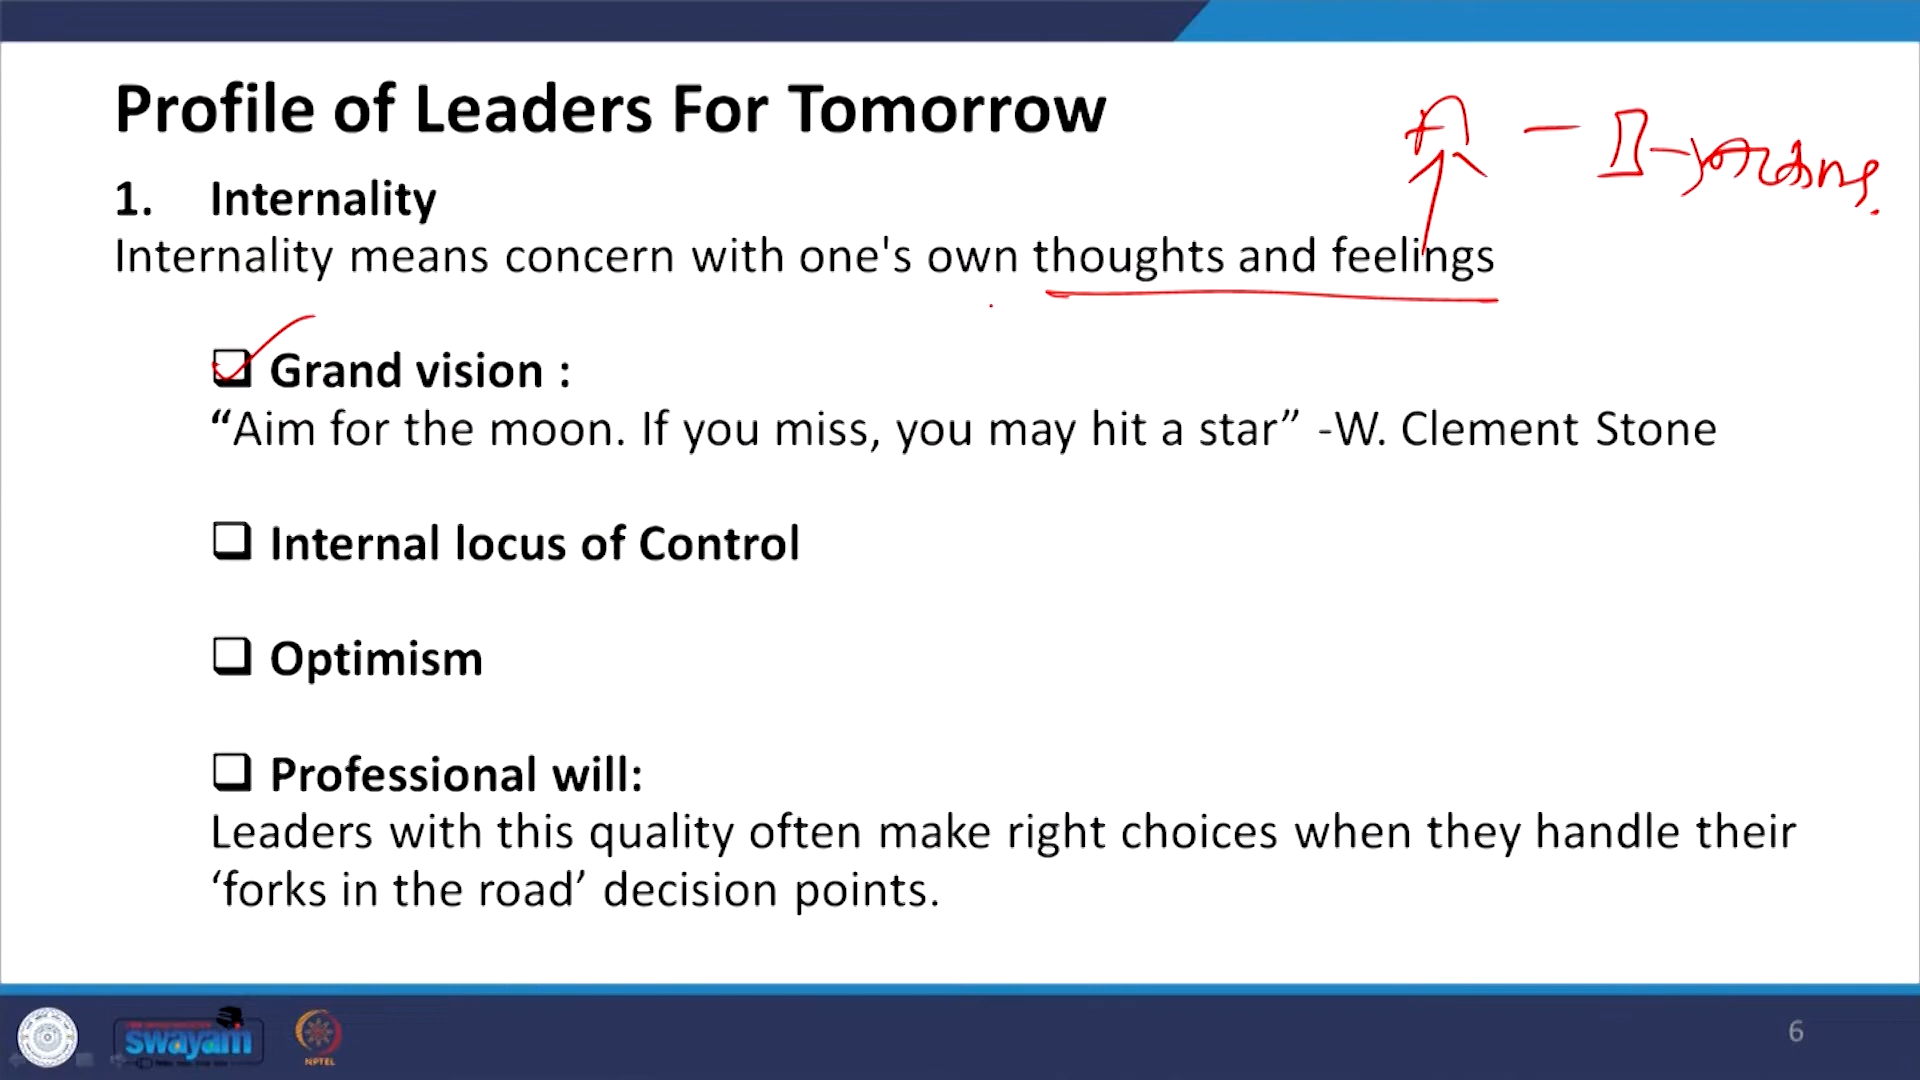 Profile of Leaders For Tomorrow
1. Internality
Internality means concern with one's own thoughts and feelings
❑ Grand vision :
“Aim for the moon. If you miss, you may hit a star” -W. Clement Stone
❑ Internal locus of Control
❑ Optimism
❑ Professional will:
Leaders with this quality often make right choices when they handle their
‘forks in the road’ decision points.
swayam
NPTEL
6